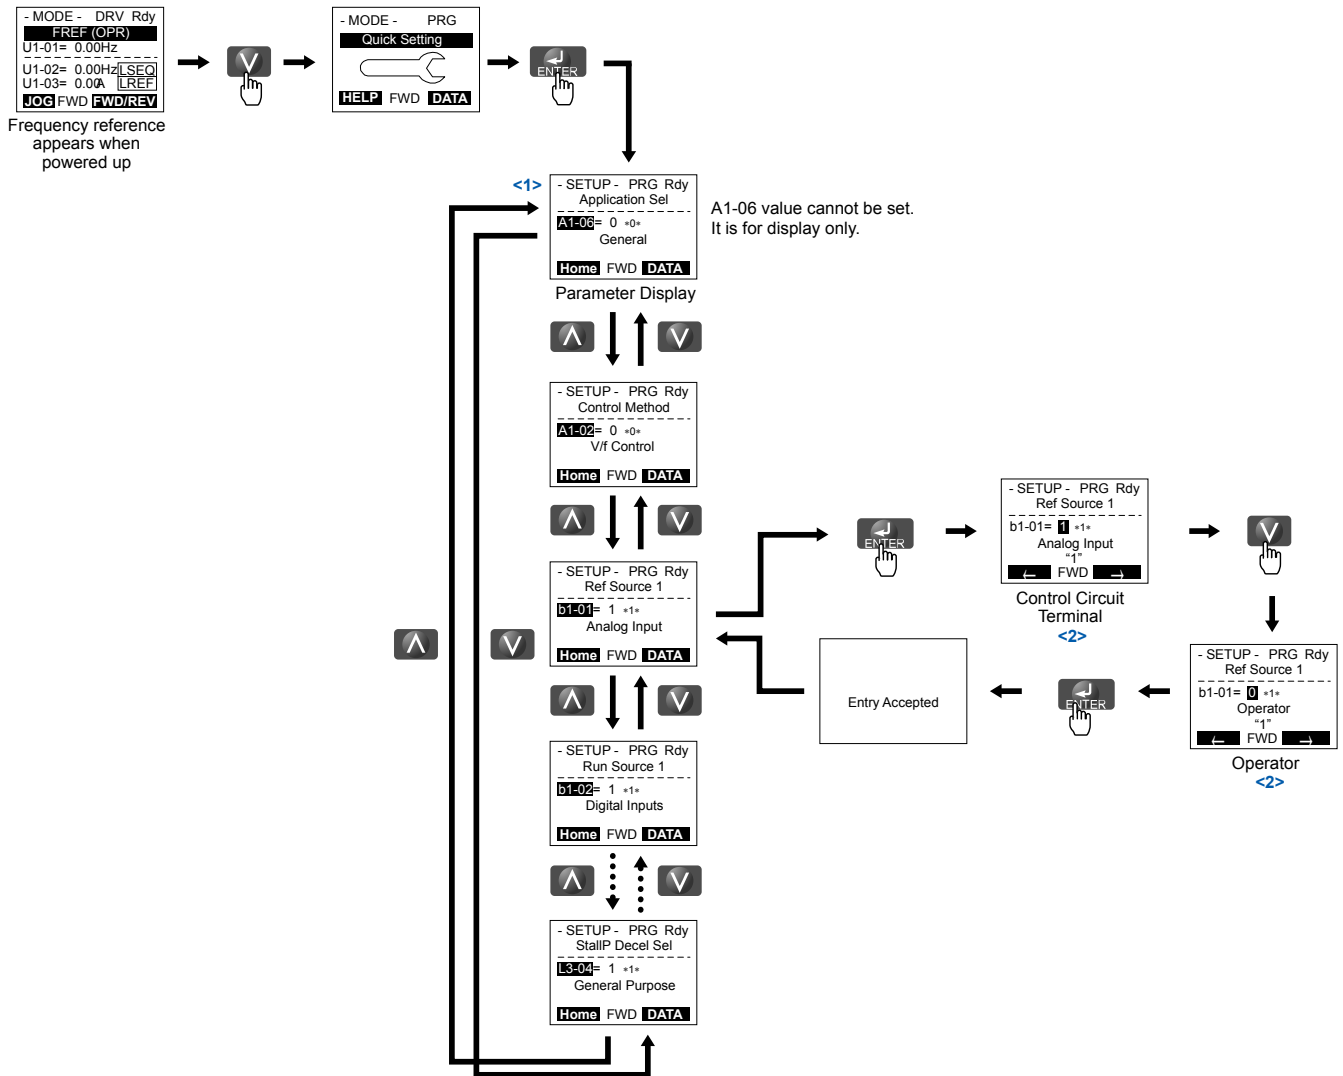 - MODE -   DRV  Rdy
FREF (OPR)
U1-01=  0.00Hz
U1-02=  0.00Hz LSEQ
U1-03=  0.00A  LREF
JOG FWD FWD/REV
Frequency reference
appears when
powered up
V
- MODE -   PRG
Quick Setting
HELP FWD DATA
ENTER
<1>
- SETUP -   PRG  Rdy
Application Sel
A1-06=  0  *0*
General
Home FWD DATA
Parameter Display
A1-06 value cannot be set.
It is for display only.
Λ V
- SETUP -   PRG  Rdy
Control Method
A1-02=  0  *0*
V/f Control
Home FWD DATA
Λ V
- SETUP -   PRG  Rdy
Ref Source 1
b1-01=  1  *1*
Analog Input
Home FWD DATA
Λ V
Λ V
- SETUP -   PRG  Rdy
Run Source 1
b1-02=  1  *1*
Digital Inputs
Home FWD DATA
Λ V
- SETUP -   PRG  Rdy
StallP Decel Sel
L3-04=  1  *1*
General Purpose
Home FWD DATA
ENTER
- SETUP -   PRG  Rdy
Ref Source 1
b1-01=  1  *1*
Analog Input
“1”
← FWD →
Control Circuit
Terminal
<2>
V
- SETUP -   PRG  Rdy
Ref Source 1
b1-01=  0  *1*
Operator
“1”
← FWD →
Operator
<2>
ENTER
Entry Accepted